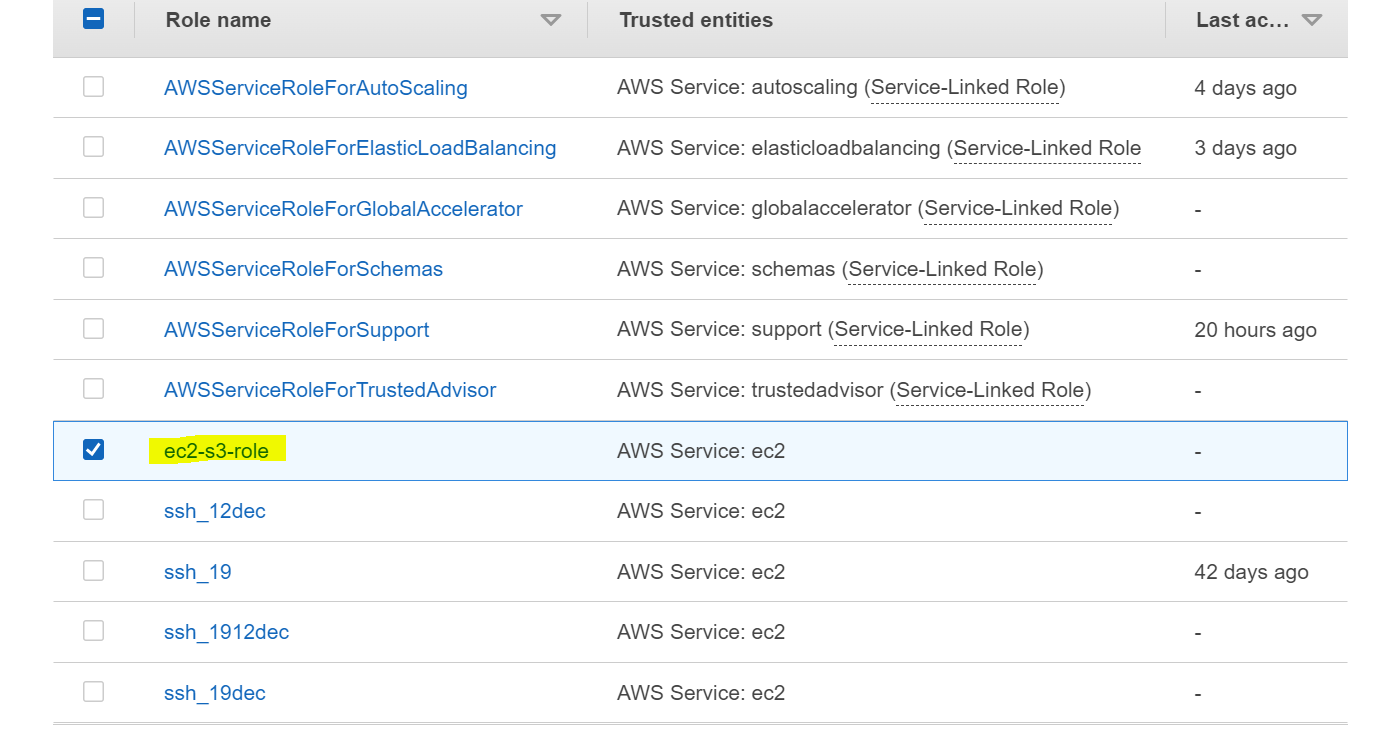 Role name Trusted entities Last ac...
AWSServiceRoleForAutoScaling AWS Service: autoscaling (Service-Linked Role) 4 days ago
AWSServiceRoleForElasticLoadBalancing AWS Service: elasticloadbalancing (Service-Linked Role 3 days ago
AWSServiceRoleForGlobalAccelerator AWS Service: globalaccelerator (Service-Linked Role) -
AWSServiceRoleForSchemas AWS Service: schemas (Service-Linked Role) -
AWSServiceRoleForSupport AWS Service: support (Service-Linked Role) 20 hours ago
AWSServiceRoleForTrustedAdvisor AWS Service: trustedadvisor (Service-Linked Role) -
ec2-s3-role AWS Service: ec2 -
ssh_12dec AWS Service: ec2 -
ssh_19 AWS Service: ec2 42 days ago
ssh_1912dec AWS Service: ec2 -
ssh_19dec AWS Service: ec2 -